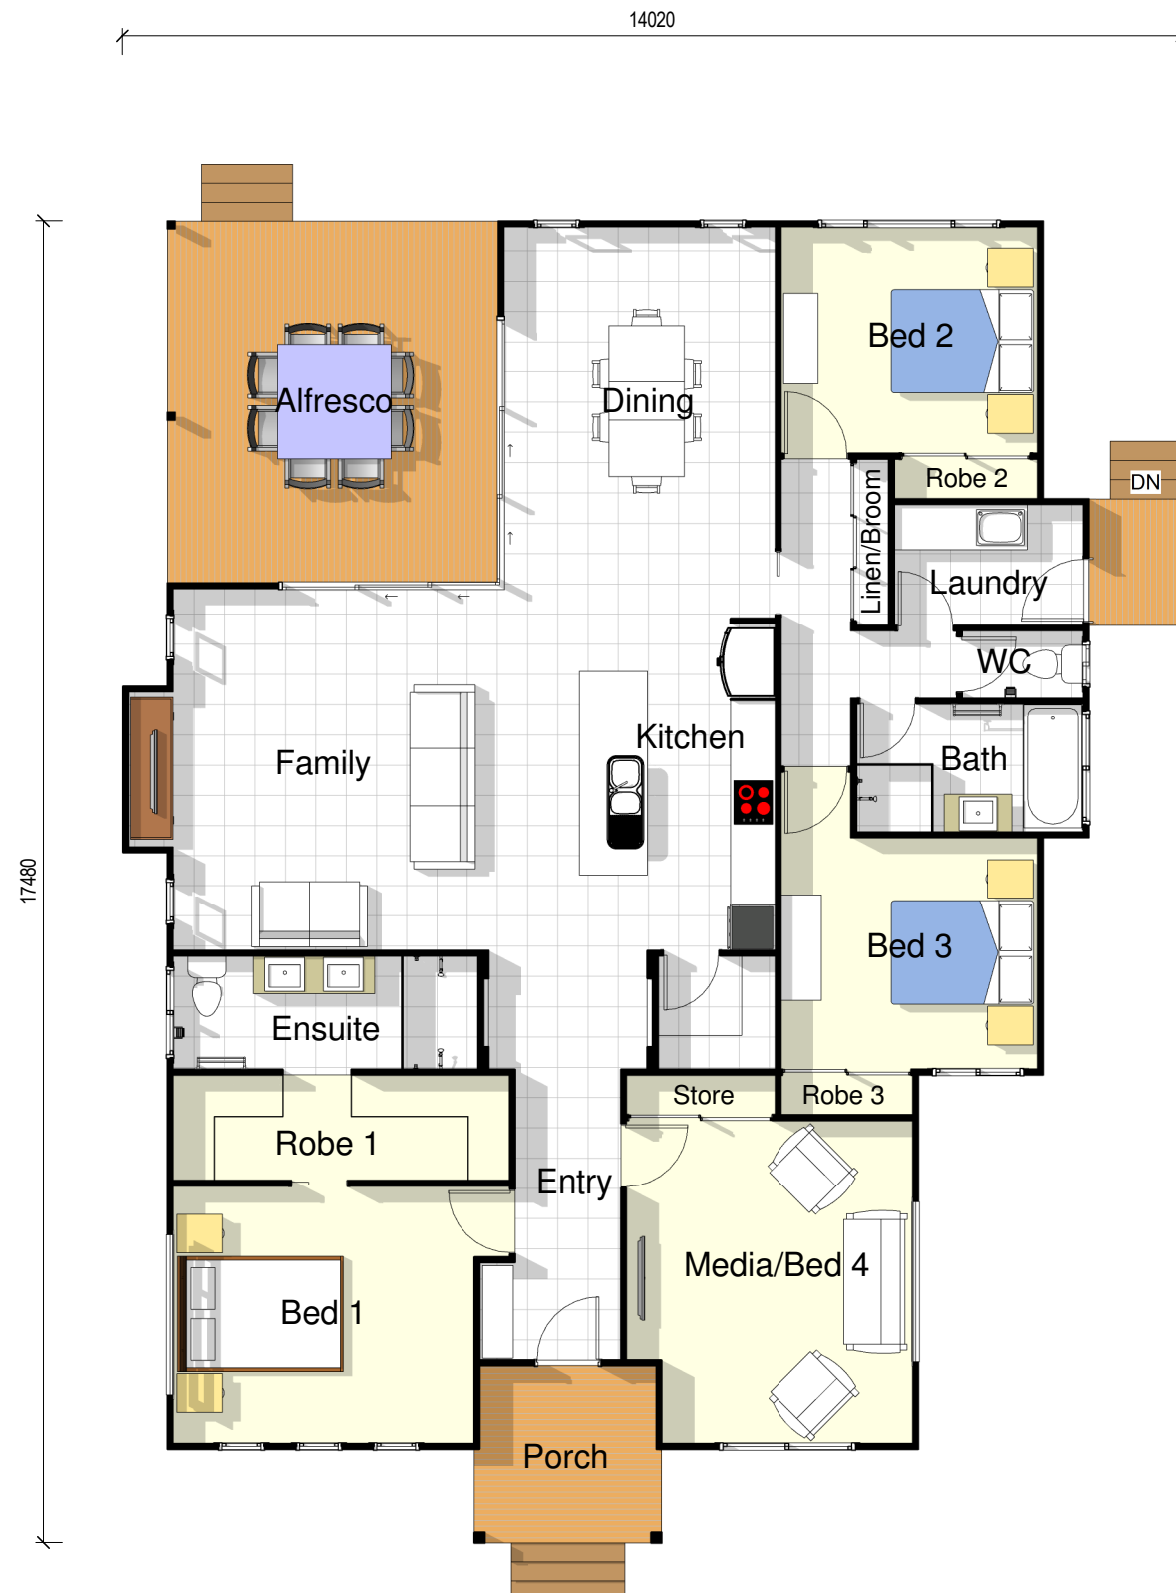 14020
Bed 2
Alfresco
Dining
Robe 2
DN
Linen/Broom
Laundry
WC
Kitchen
Family
Bath
17480
Bed 3
Ensuite
Store
Robe 3
Robe 1
Entry
Media/Bed 4
Bed 1
Porch